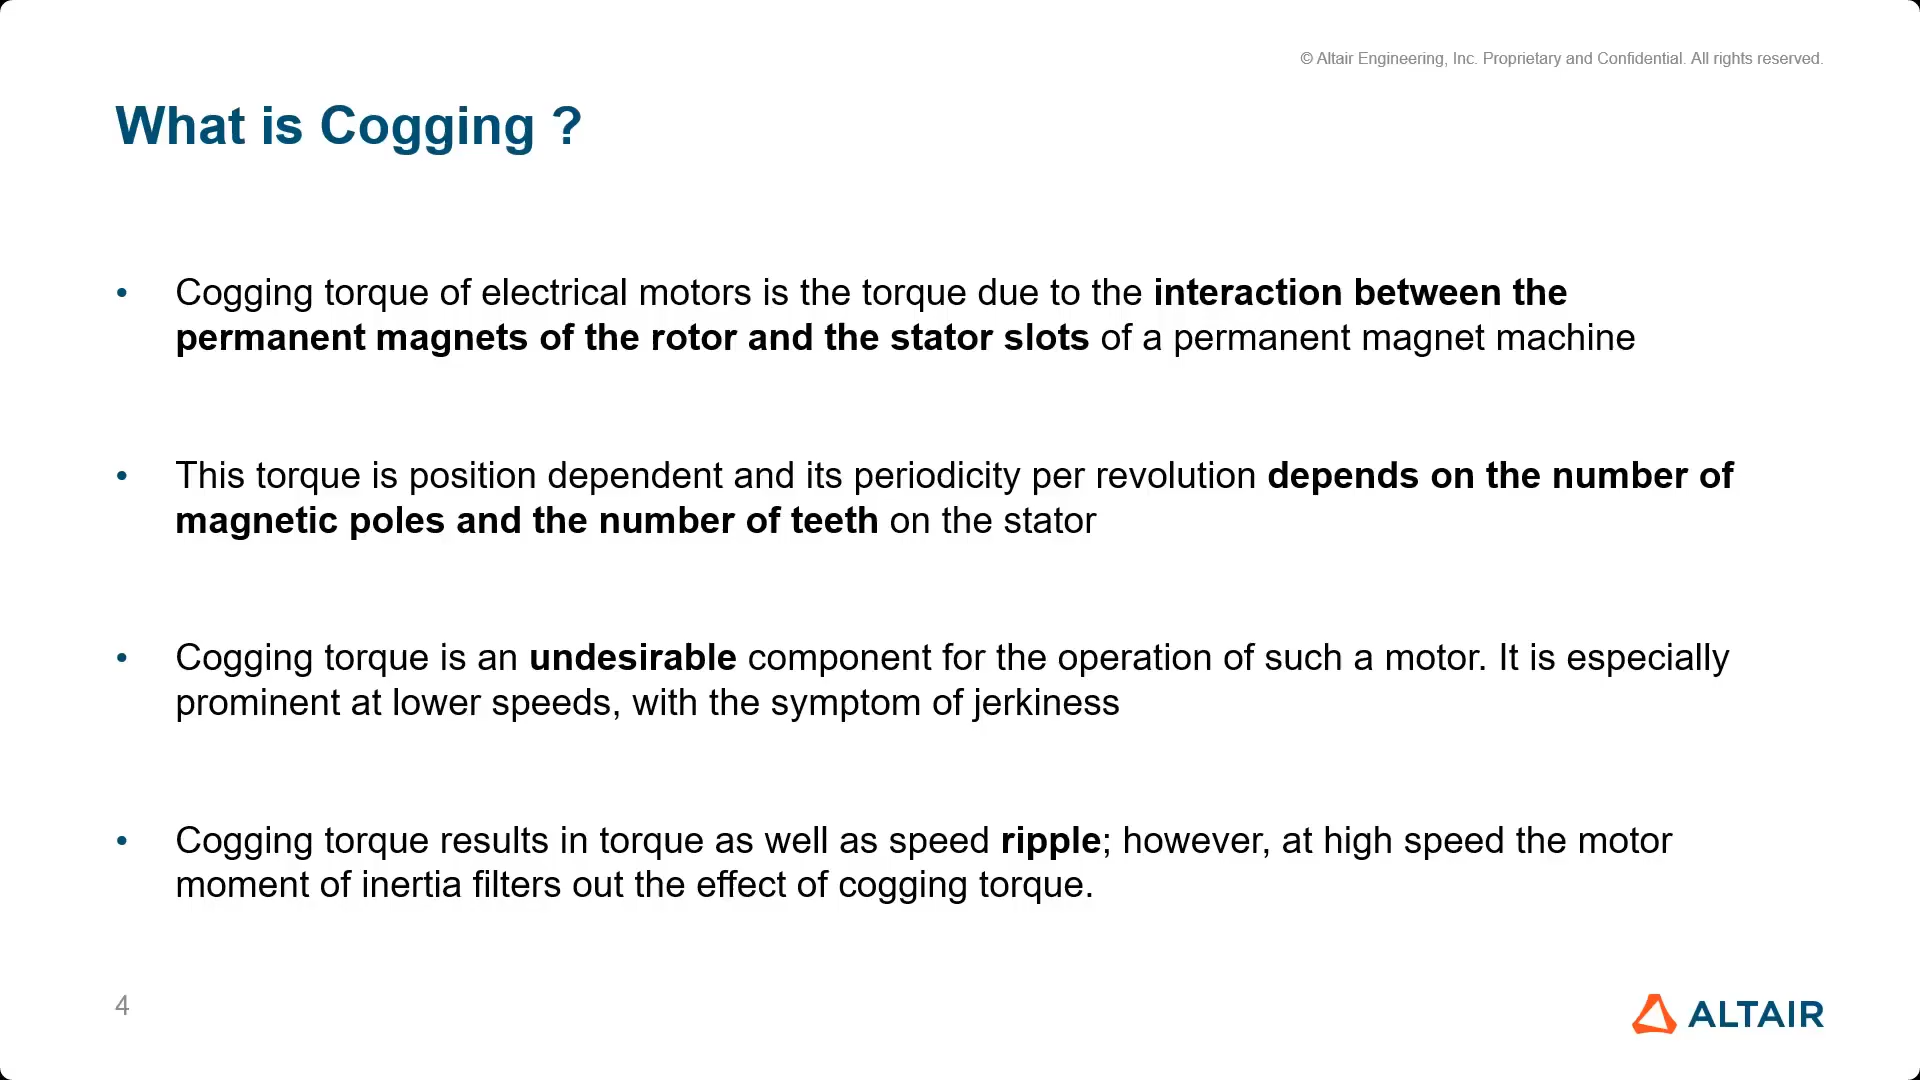 © Altair Engineering, Inc. Proprietary and Confidential. All rights reserved.
What is Cogging ?
• Cogging torque of electrical motors is the torque due to the interaction between the
permanent magnets of the rotor and the stator slots of a permanent magnet machine
• This torque is position dependent and its periodicity per revolution depends on the number of
magnetic poles and the number of teeth on the stator
• Cogging torque is an undesirable component for the operation of such a motor. It is especially
prominent at lower speeds, with the symptom of jerkiness
• Cogging torque results in torque as well as speed ripple; however, at high speed the motor
moment of inertia filters out the effect of cogging torque.
4
ALTAIR